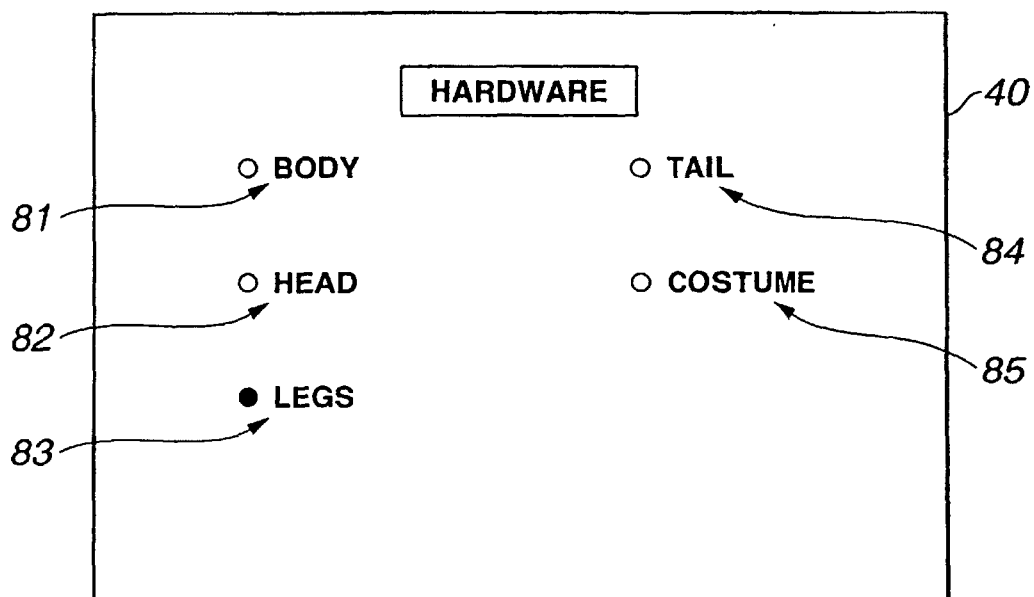 HARDWARE
40
BODY
TAIL
81
84
HEAD
COSTUME
82
85
LEGS
83